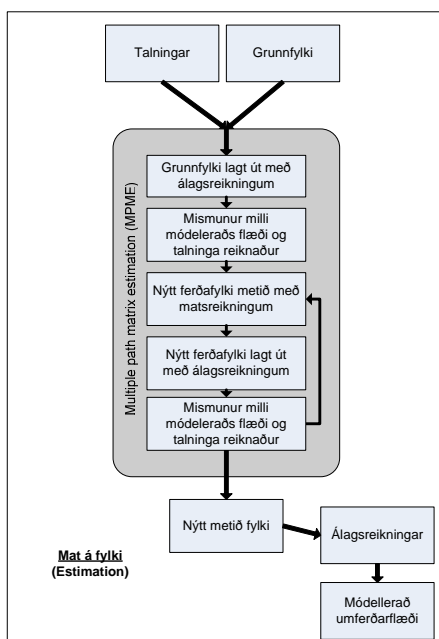 Talningar
Grunnfylki
Multiple path matrix estimation (MPME)
Grunnfylki lagt út með
álagsreikningum
Mismunur milli
módeleraðs flæði og
talninga reiknaður
Nýtt ferðafylki metið með
matsreikningum
Nýtt ferðafylki lagt út
með álagsreikningum
Mismunur milli
módeleraðs flæði og
talninga reiknaður
Nýtt metið fylki
Álagsreikningar
Mat á fylki
(Estimation)
Módellerað
umferðarflæði